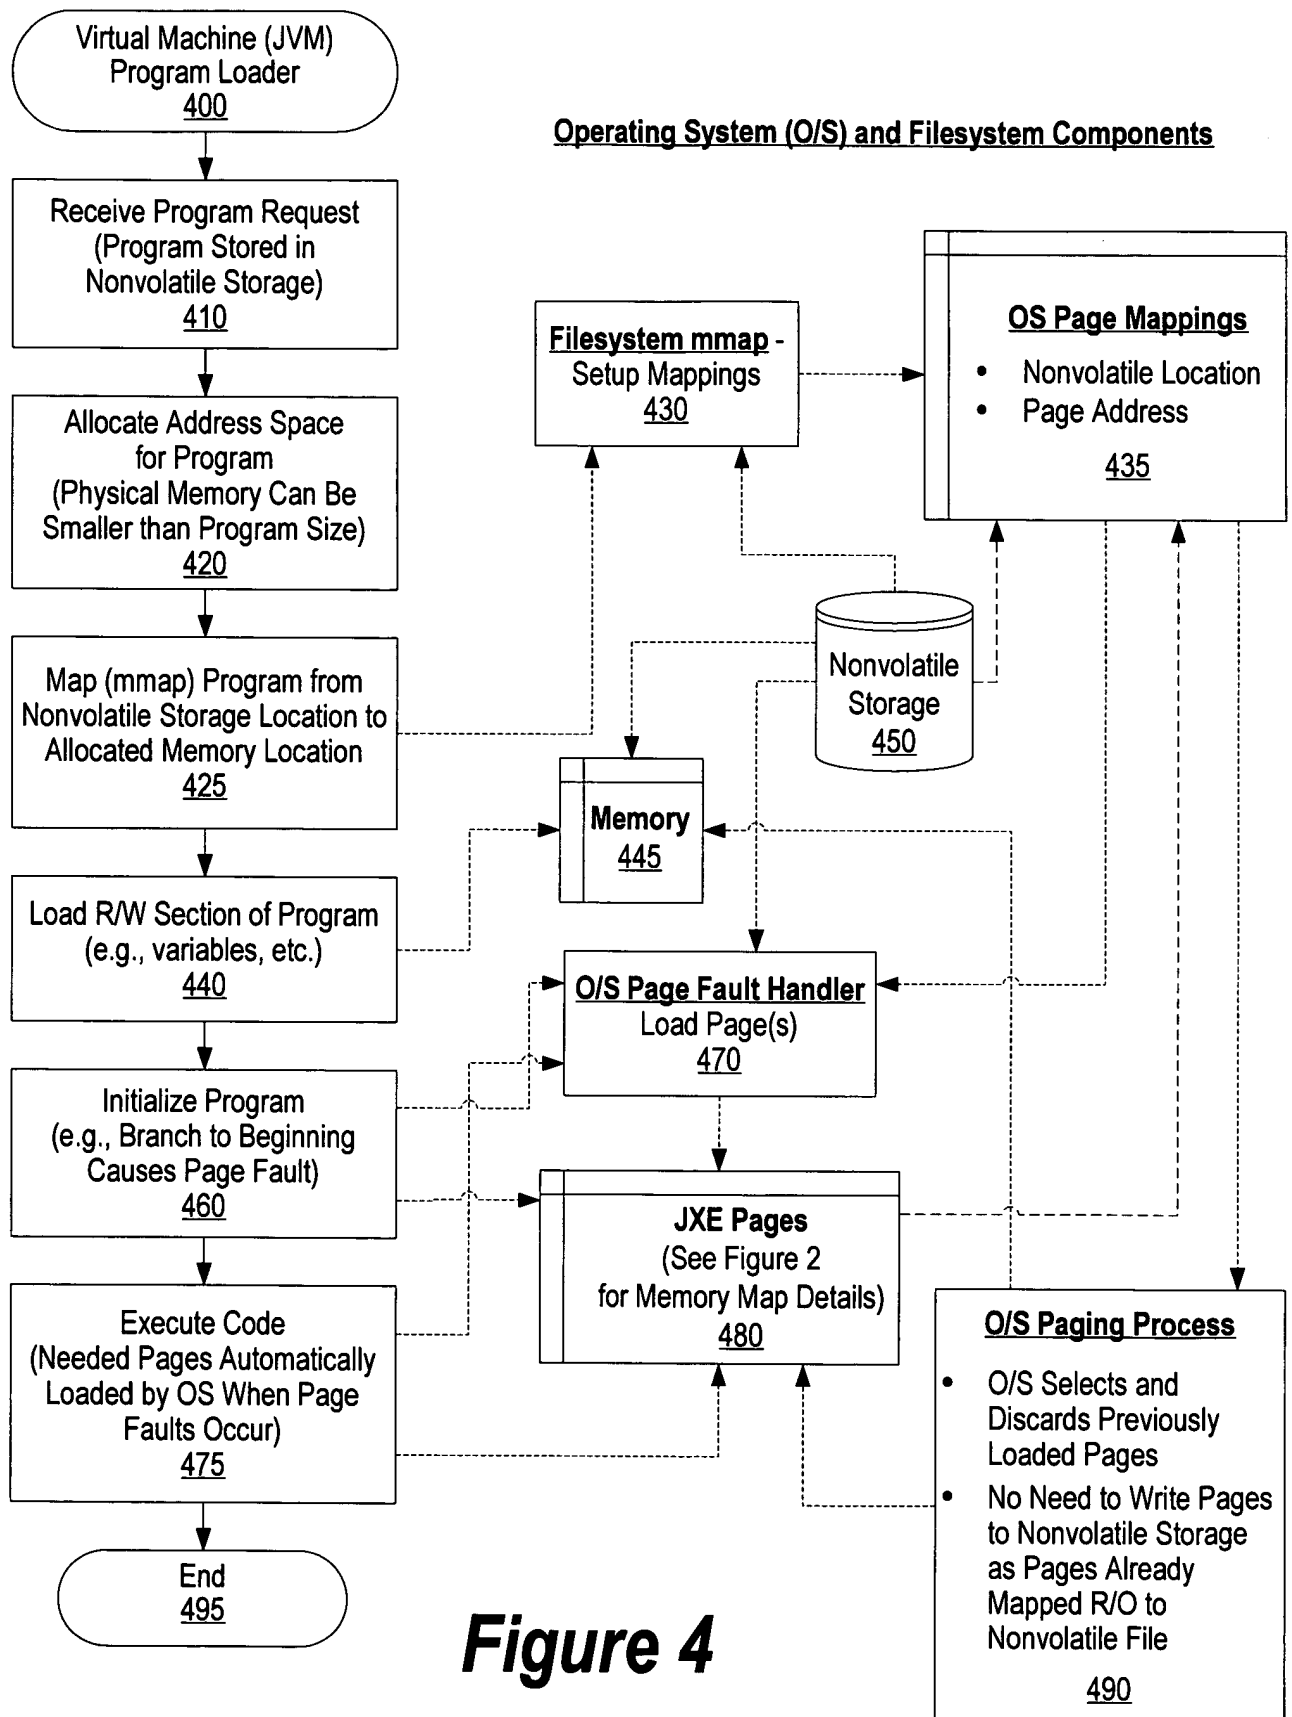 Virtual Machine (JVM)
Program Loader
400
Operating System (O/S) and Filesystem Components
Receive Program Request
(Program Stored in
Nonvolatile Storage)
410
Allocate Address Space
for Program
(Physical Memory Can Be
Smaller than Program Size)
420
Map (mmap) Program from
Nonvolatile Storage Location to
Allocated Memory Location
425
Load R/W Section of Program
(e.g., variables, etc.)
440
Initialize Program
(e.g., Branch to Beginning
Causes Page Fault)
460
Execute Code
(Needed Pages Automatically
Loaded by OS When Page
Faults Occur)
475
End
495
Filesystem mmap -
Setup Mappings
430
OS Page Mappings
• Nonvolatile Location
• Page Address
435
Nonvolatile
Storage
450
Memory
445
O/S Page Fault Handler
Load Page(s)
470
JXE Pages
(See Figure 2
for Memory Map Details)
480
O/S Paging Process
• O/S Selects and
Discards Previously
Loaded Pages
• No Need to Write Pages
to Nonvolatile Storage
as Pages Already
Mapped R/O to
Nonvolatile File
490
Figure 4